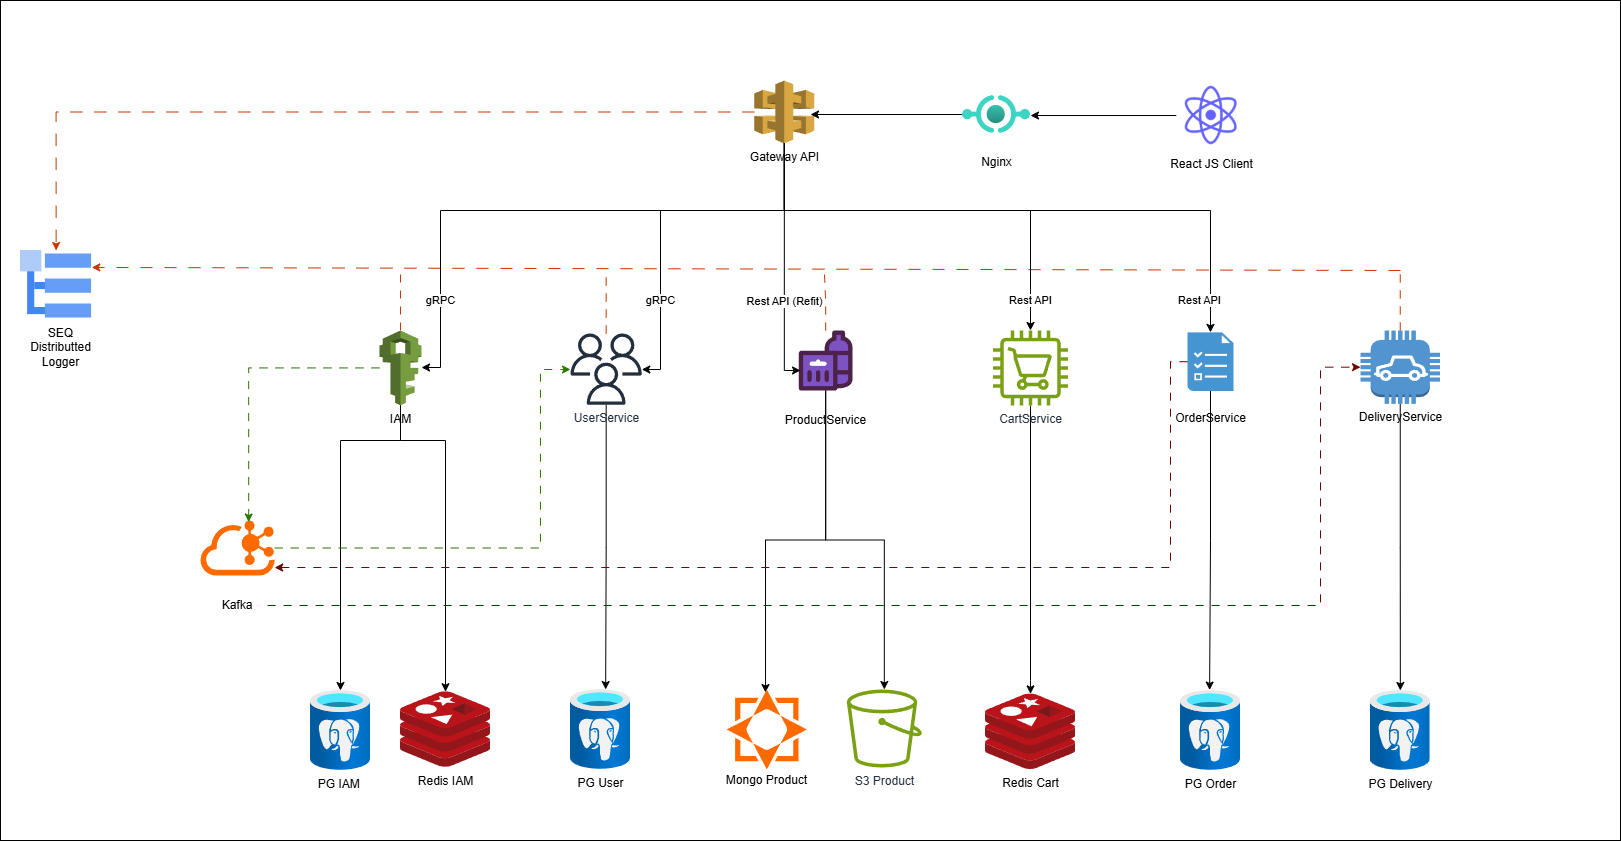 Gateway API
Nginx
React JS Client
gRPC
gRPC
Rest API (Refit)
Rest API
Rest API
SEQ
Distributted
Logger
IAM
UserService
ProductService
CartService
OrderService
DeliveryService
Kafka
PG IAM
Redis IAM
PG User
Mongo Product
S3 Product
Redis Cart
PG Order
PG Delivery